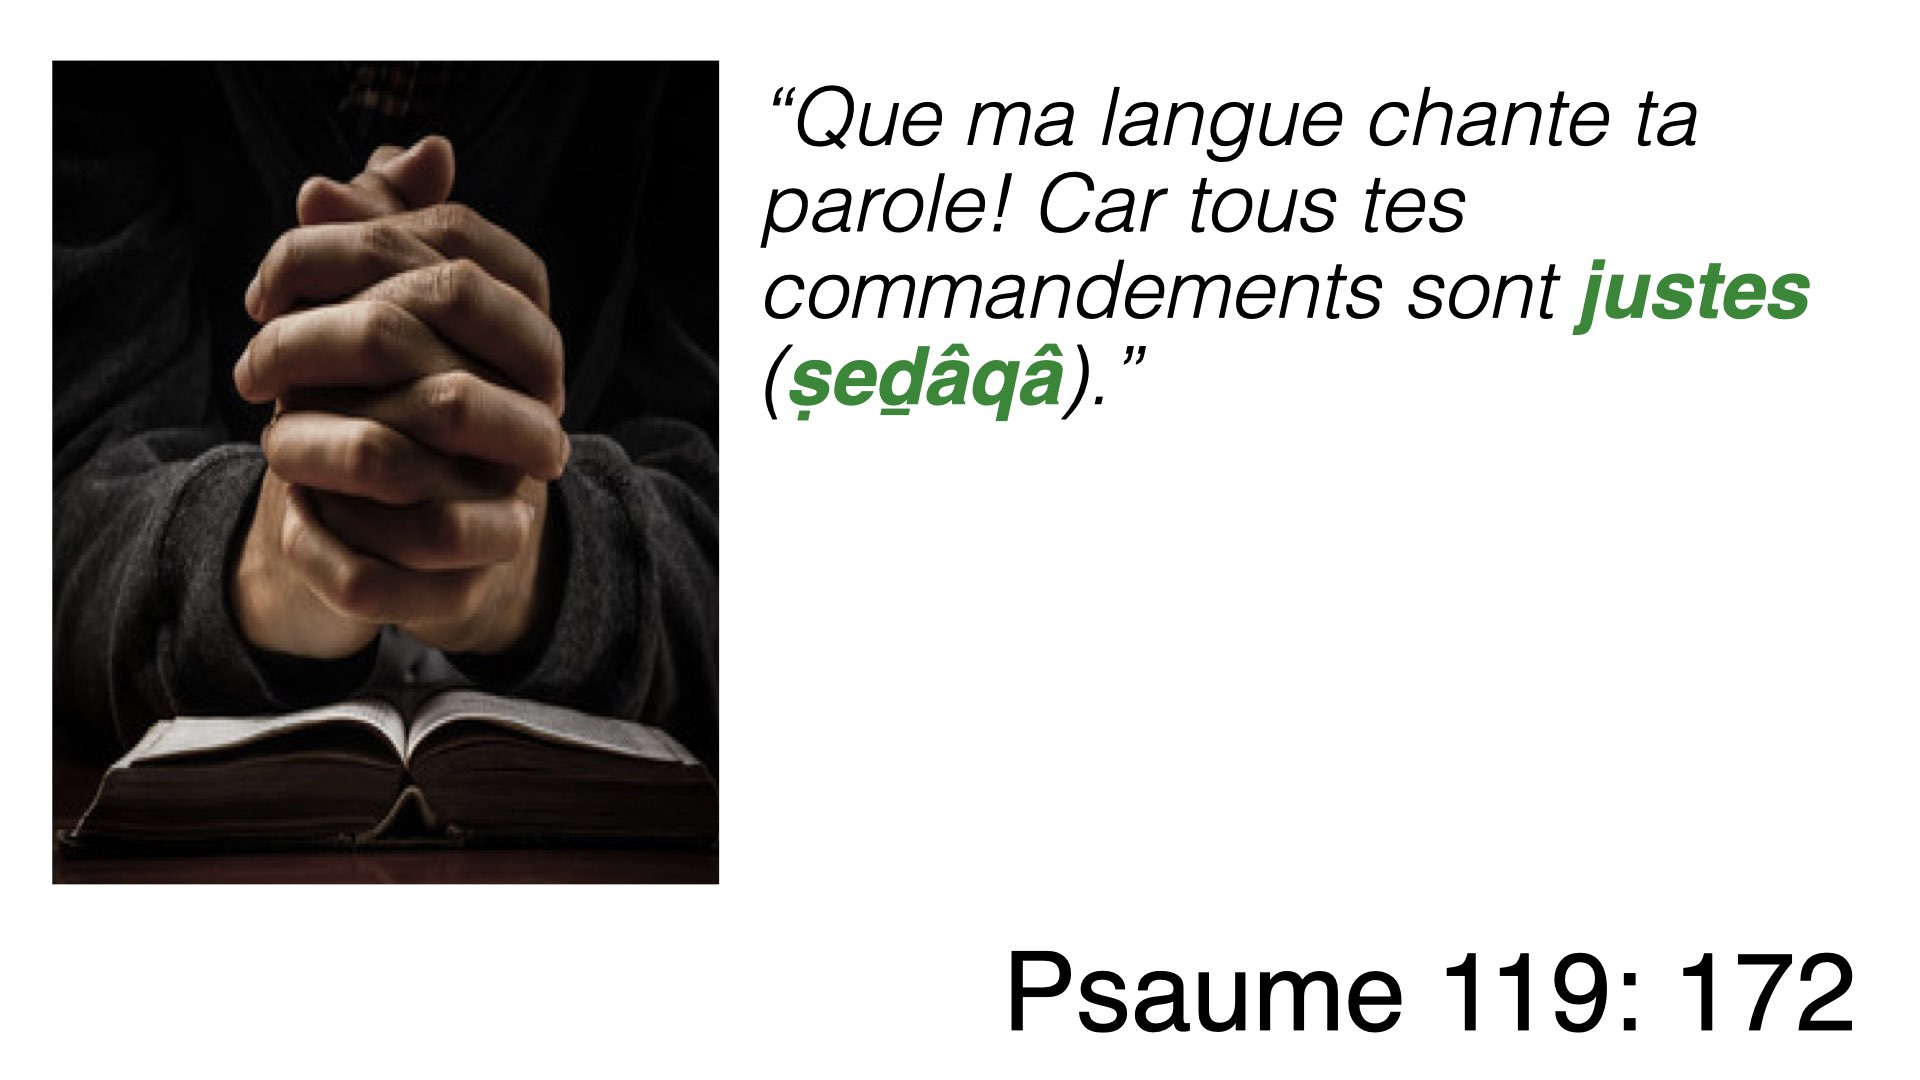 “Que ma langue chante ta
parole! Car tous tes
commandements sont justes
(ṣeḏâqâ).”
Psaume 119: 172